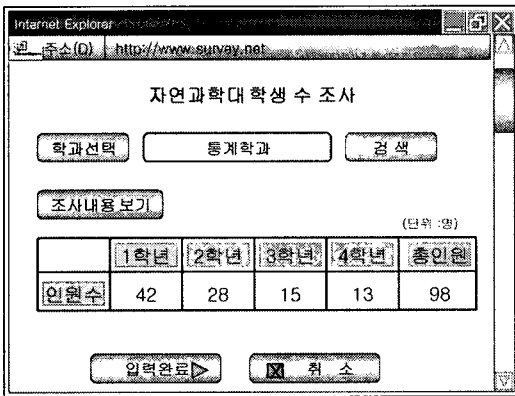 Internet Explorer
주소(D) http://www.survay.net
자연과학대 학생 수 조사
학과선택 통계학과 검 색
조사내용 보기
(단위 :명)
1학년 2학년 3학년 4학년 총인원
인원수 42 28 15 13 98
입력완료 취 소